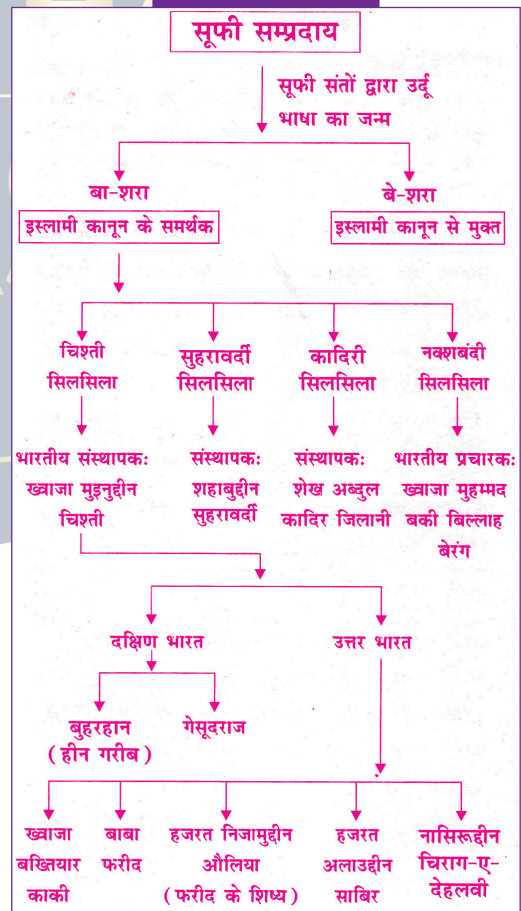 सूफी सम्प्रदाय
सूफी संतों द्वारा उर्दू
भाषा का जन्म
बा-शरा
इस्लामी कानून के समर्थक
बे-शरा
इस्लामी कानून से मुक्त
चिश्ती
सिलसिला
सुहरावर्दी
सिलसिला
कादिरी
सिलसिला
नक्शबंदी
सिलसिला
भारतीय संस्थापकः
ख्वाजा मुइनुद्दीन
चिश्ती
संस्थापकः
शहाबुद्दीन
सुहरावर्दी
संस्थापकः
शेख अब्दुल
कादिर जिलानी
भारतीय प्रचारकः
ख्वाजा मुहम्मद
बकी बिल्लाह
बेरंग
दक्षिण भारत
उत्तर भारत
बुहरहान
(हीन गरीब)
गेसूदराज
ख्वाजा
बख्तियार
काकी
बाबा
फरीद
हजरत निजामुद्दीन
औलिया
(फरीद के शिष्य)
हजरत
अलाउद्दीन
साबिर
नासिरूद्दीन
चिराग-ए-
देहलवी